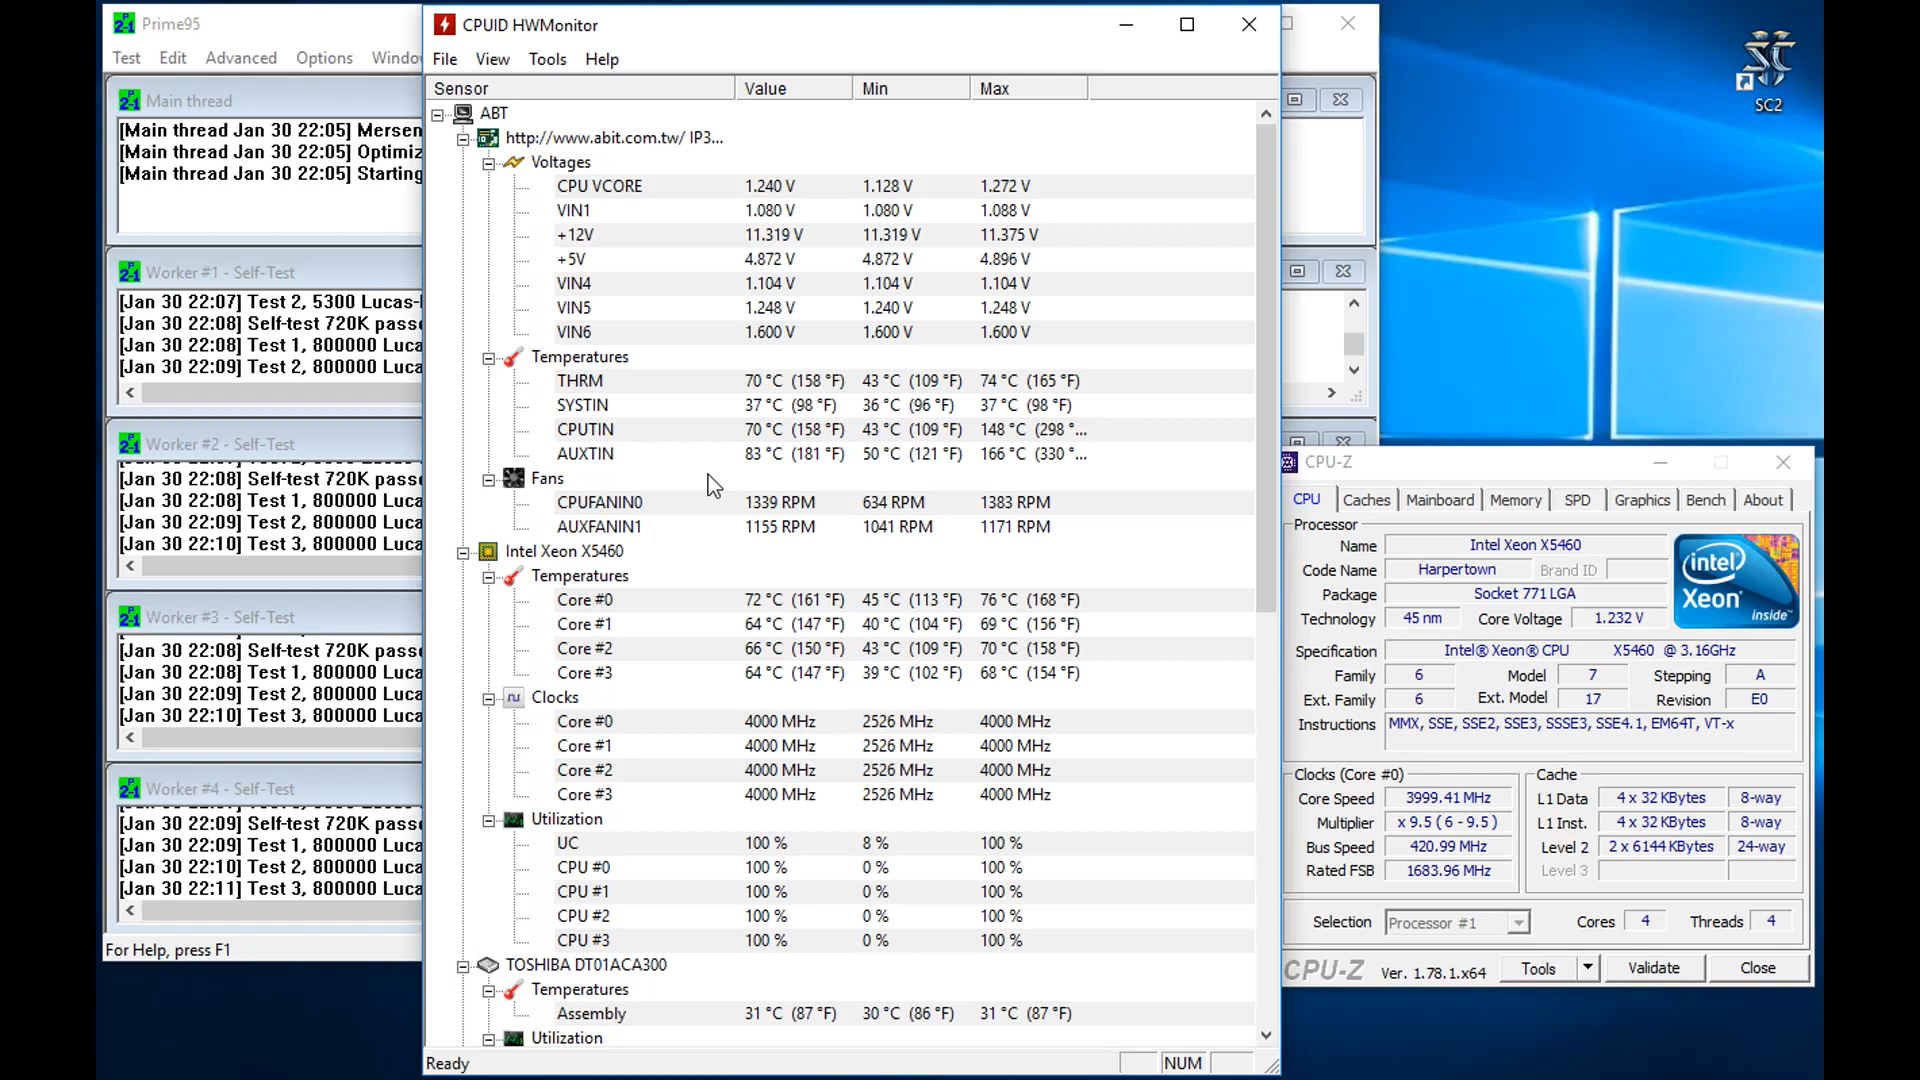 Prime95
Test Edit Advanced Options Windo
Main thread
[Main thread Jan 30 22:05] Mersen
[Main thread Jan 30 22:05] Optimiz
[Main thread Jan 30 22:05] Starting
Worker #1 - Self-Test
[Jan 30 22:07] Test 2, 5300 Lucas-L
[Jan 30 22:08] Self-test 720K passe
[Jan 30 22:08] Test 1, 800000 Luca
[Jan 30 22:09] Test 2, 800000 Luca
Worker #2 - Self-Test
[Jan 30 22:08] Self-test 720K passe
[Jan 30 22:08] Test 1, 800000 Luca
[Jan 30 22:09] Test 2, 800000 Luca
[Jan 30 22:10] Test 3, 800000 Luca
Worker #3 - Self-Test
[Jan 30 22:08] Self-test 720K passe
[Jan 30 22:08] Test 1, 800000 Luca
[Jan 30 22:09] Test 2, 800000 Luca
[Jan 30 22:10] Test 3, 800000 Luca
Worker #4 - Self-Test
[Jan 30 22:09] Self-test 720K passe
[Jan 30 22:09] Test 1, 800000 Luca
[Jan 30 22:10] Test 2, 800000 Luca
[Jan 30 22:11] Test 3, 800000 Luca
For Help, press F1
CPUID HWMonitor
File View Tools Help
Sensor Value Min Max
ABT
http://www.abit.com.tw/ IP3...
Voltages
CPU VCORE 1.240 V 1.128 V 1.272 V
VIN1 1.080 V 1.080 V 1.088 V
+12V 11.319 V 11.319 V 11.375 V
+5V 4.872 V 4.872 V 4.896 V
VIN4 1.104 V 1.104 V 1.104 V
VIN5 1.248 V 1.240 V 1.248 V
VIN6 1.600 V 1.600 V 1.600 V
Temperatures
THRM 70 °C (158 °F) 43 °C (109 °F) 74 °C (165 °F)
SYSTIN 37 °C (98 °F) 36 °C (96 °F) 37 °C (98 °F)
CPUTIN 70 °C (158 °F) 43 °C (109 °F) 148 °C (298 °...
AUXTIN 83 °C (181 °F) 50 °C (121 °F) 166 °C (330 °...
Fans
CPUFANIN0 1339 RPM 634 RPM 1383 RPM
AUXFANIN1 1155 RPM 1041 RPM 1171 RPM
Intel Xeon X5460
Temperatures
Core #0 72 °C (161 °F) 45 °C (113 °F) 76 °C (168 °F)
Core #1 64 °C (147 °F) 40 °C (104 °F) 69 °C (156 °F)
Core #2 66 °C (150 °F) 43 °C (109 °F) 70 °C (158 °F)
Core #3 64 °C (147 °F) 39 °C (102 °F) 68 °C (154 °F)
Clocks
Core #0 4000 MHz 2526 MHz 4000 MHz
Core #1 4000 MHz 2526 MHz 4000 MHz
Core #2 4000 MHz 2526 MHz 4000 MHz
Core #3 4000 MHz 2526 MHz 4000 MHz
Utilization
UC 100 % 8 % 100 %
CPU #0 100 % 0 % 100 %
CPU #1 100 % 0 % 100 %
CPU #2 100 % 0 % 100 %
CPU #3 100 % 0 % 100 %
TOSHIBA DT01ACA300
Temperatures
Assembly 31 °C (87 °F) 30 °C (86 °F) 31 °C (87 °F)
Utilization
Ready NUM
SC2
CPU-Z
CPU Caches Mainboard Memory SPD Graphics Bench About
Processor
Name Intel Xeon X5460
Code Name Harpertown Brand ID
Package Socket 771 LGA
Technology 45 nm Core Voltage 1.232 V
intel Xeon inside™
Specification Intel® Xeon® CPU X5460 @ 3.16GHz
Family 6 Model 7 Stepping A
Ext. Family 6 Ext. Model 17 Revision E0
Instructions MMX, SSE, SSE2, SSE3, SSSE3, SSE4.1, EM64T, VT-x
Clocks (Core #0)
Core Speed 3999.41 MHz
Multiplier x 9.5 ( 6 - 9.5 )
Bus Speed 420.99 MHz
Rated FSB 1683.96 MHz
Cache
L1 Data 4 x 32 KBytes 8-way
L1 Inst. 4 x 32 KBytes 8-way
Level 2 2 x 6144 KBytes 24-way
Level 3
Selection Processor #1 Cores 4 Threads 4
CPU-Z Ver. 1.78.1.x64 Tools Validate Close